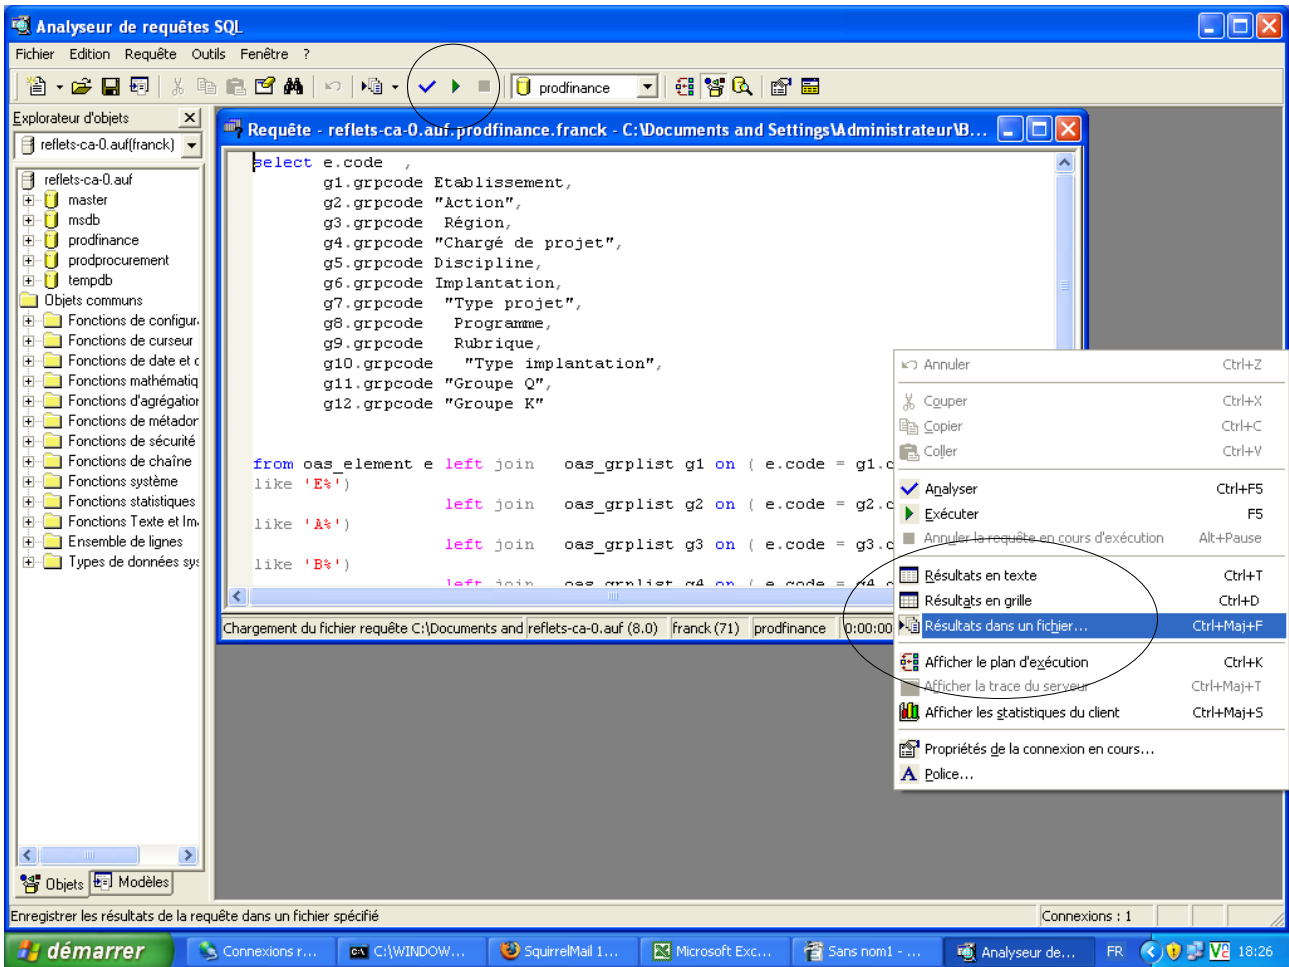 Analyseur de requêtes SQL
Fichier Edition Requête Outils Fenêtre ?
prodfinance
Explorateur d'objets
reflets-ca-0.auf(franck)
reflets-ca-0.auf
master
msdb
prodfinance
prodprocurement
tempdb
Objets communs
Fonctions de configur
Fonctions de curseur
Fonctions de date et
Fonctions mathématiq
Fonctions d'agrégation
Fonctions de métador
Fonctions de sécurité
Fonctions de chaîne
Fonctions système
Fonctions statistiques
Fonctions Texte et Im
Ensemble de lignes
Types de données sys
Objets Modèles
Requête - reflets-ca-0.auf.prodfinance.franck - C:\Documents and Settings\Administrateur\B...
select e.code ,
g1.grpcode Etablissement,
g2.grpcode "Action",
g3.grpcode Région,
g4.grpcode "Chargé de projet",
g5.grpcode Discipline,
g6.grpcode Implantation,
g7.grpcode "Type projet",
g8.grpcode Programme,
g9.grpcode Rubrique,
g10.grpcode "Type implantation",
g11.grpcode "Groupe Q",
g12.grpcode "Groupe K"
from oas_element e left join oas_grplist g1 on ( e.code = g1.c
like 'E%')
left join oas_grplist g2 on ( e.code = g2.c
like 'A%')
left join oas_grplist g3 on ( e.code = g3.c
like 'B%')
left join oas_grplist g4 on ( e.code = g4.c
Chargement du fichier requête C:\Documents and reflets-ca-0.auf (8.0) franck (71) prodfinance 0:00:00
Annuler Ctrl+Z
Couper Ctrl+X
Copier Ctrl+C
Coller Ctrl+V
Analyser Ctrl+F5
Exécuter F5
Annuler la requête en cours d'exécution Alt+Pause
Résultats en texte Ctrl+T
Résultats en grille Ctrl+D
Résultats dans un fichier... Ctrl+Maj+F
Afficher le plan d'exécution Ctrl+K
Afficher la trace du serveur Ctrl+Maj+T
Afficher les statistiques du client Ctrl+Maj+S
Propriétés de la connexion en cours...
Police...
Enregistrer les résultats de la requête dans un fichier spécifié Connexions : 1
démarrer Connexions r... C:\WINDOW... SquirrelMail 1... Microsoft Exc... Sans nom1 - ... Analyseur de... FR 18:26